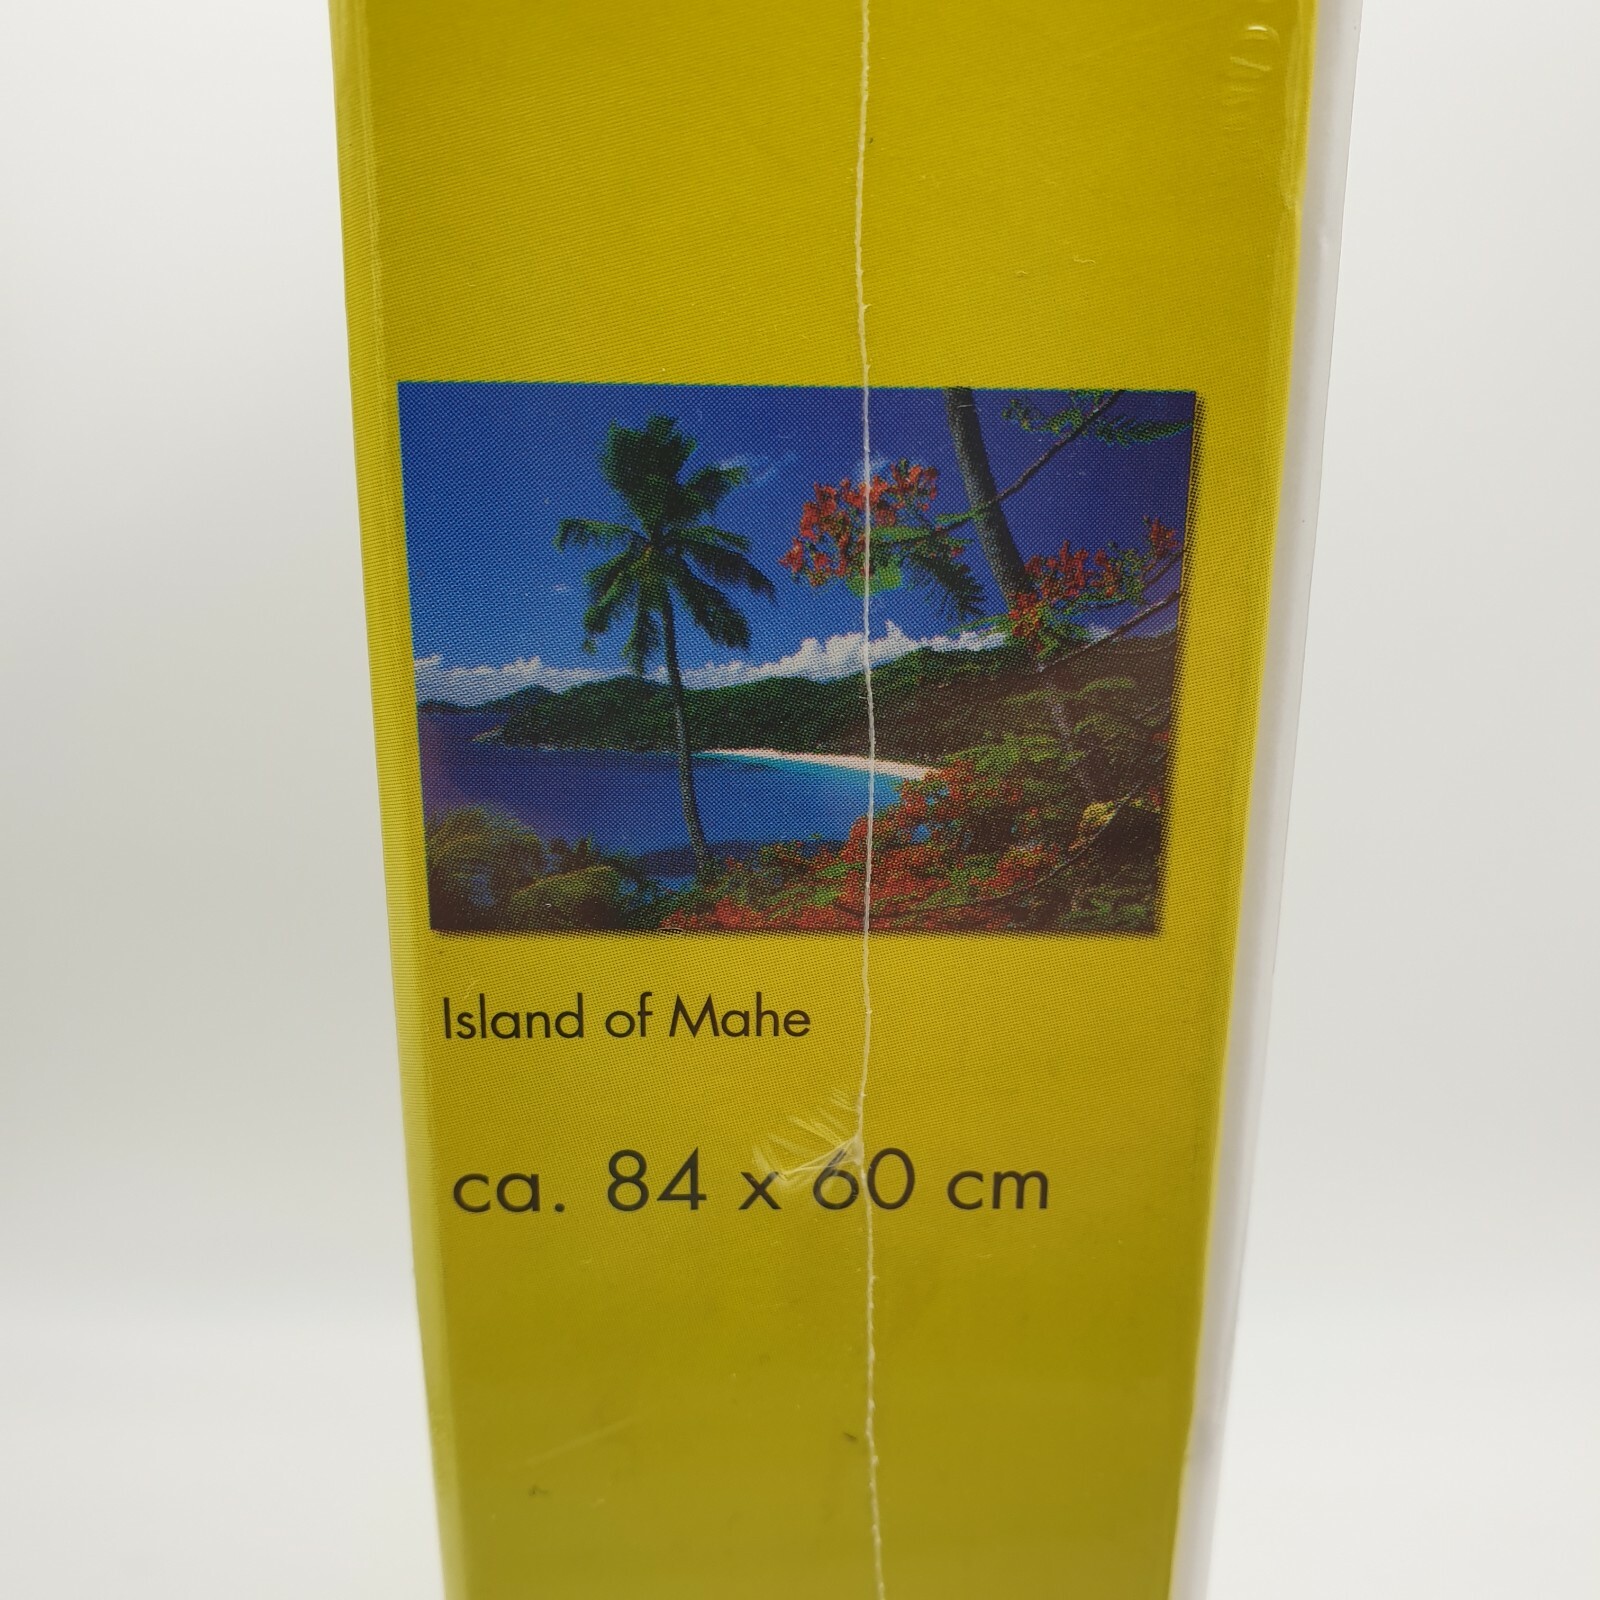 Island of Mahe
ca. 84 x 60 cm